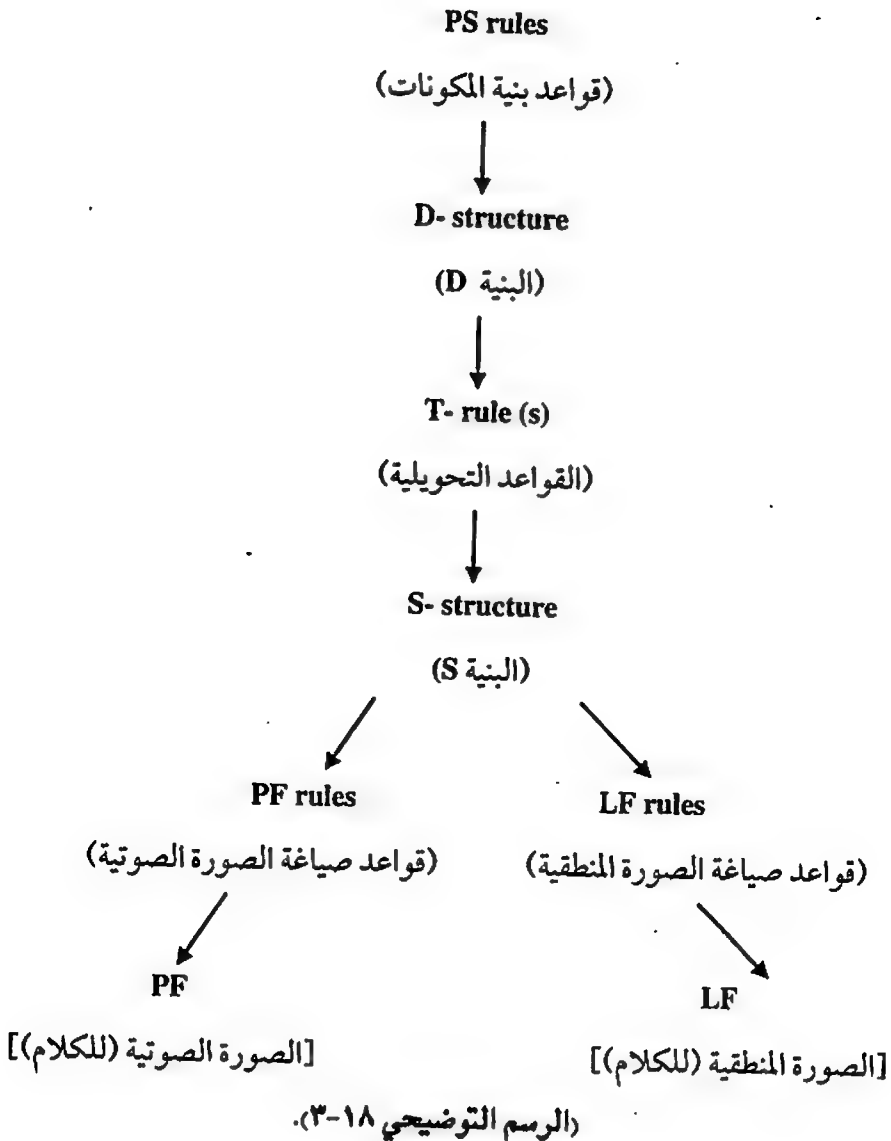 PS rules
(قواعد بنية المكونات)
D- structure
(البنية D)
T- rule (s)
(القواعد التحويلية)
S- structure
(البنية S)
PF rules
LF rules
(قواعد صياغة الصورة الصوتية)
(قواعد صياغة الصورة المنطقية)
PF
LF
[الصورة الصوتية (للكلام)]
[الصورة المنطقية (للكلام)]
(الرسم التوضيحي ١٨-٣).